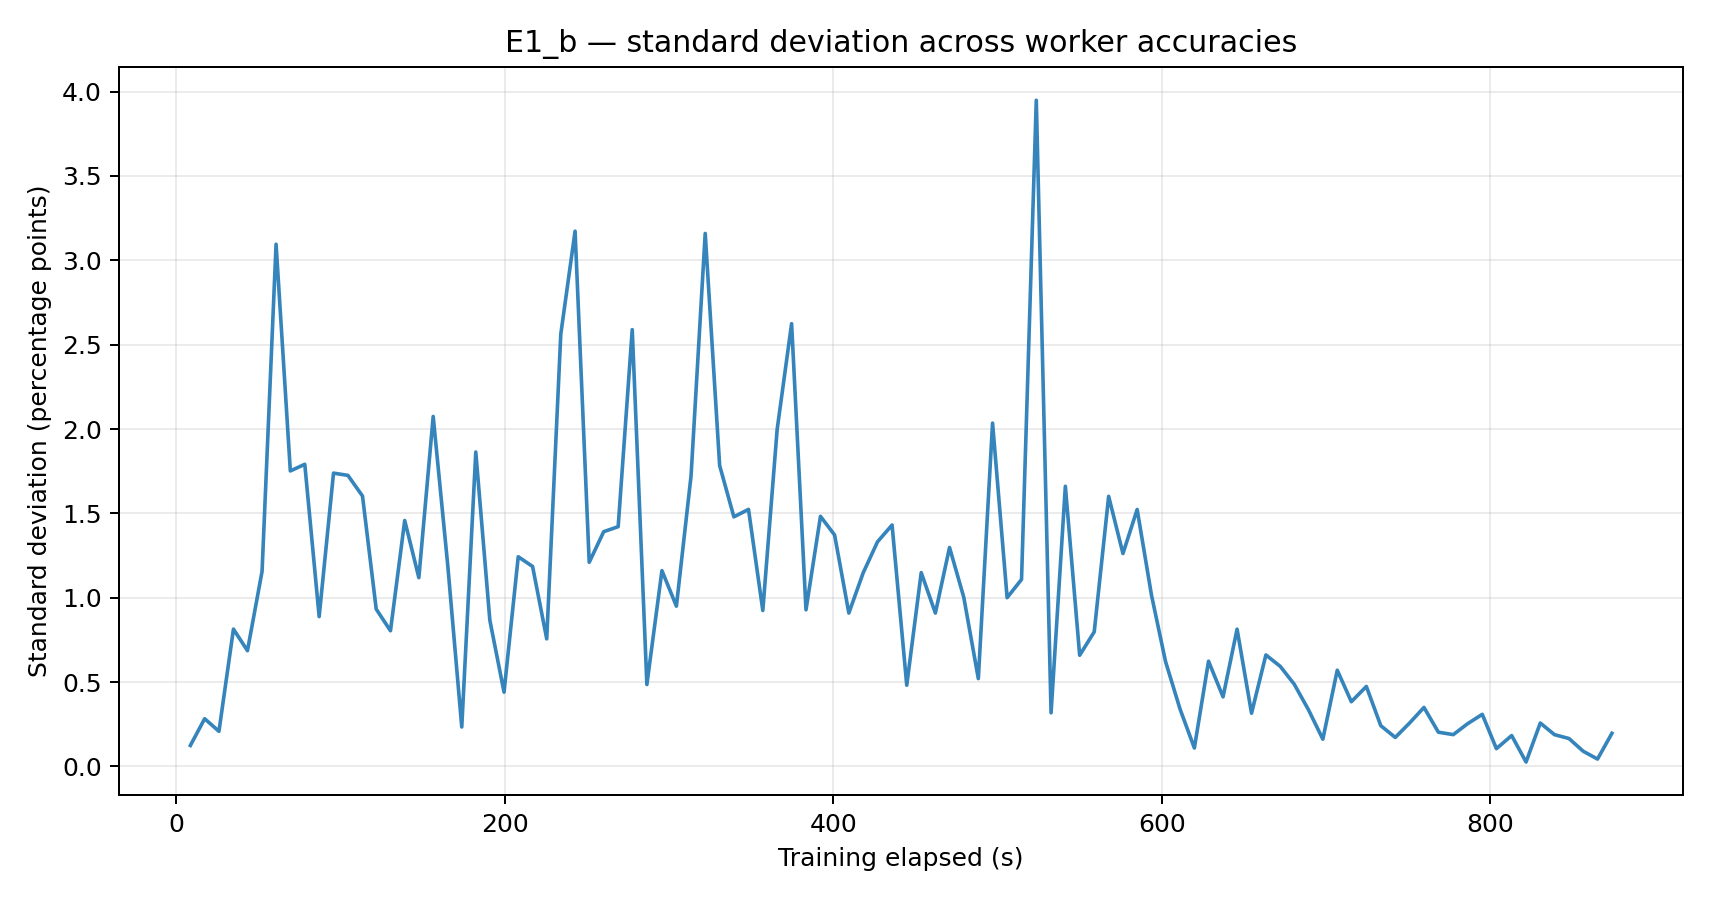 E1_b — standard deviation across worker accuracies
Standard deviation (percentage points)
4.0
3.5
3.0
2.5
2.0
1.5
1.0
0.5
0.0
0 200 400 600 800
Training elapsed (s)